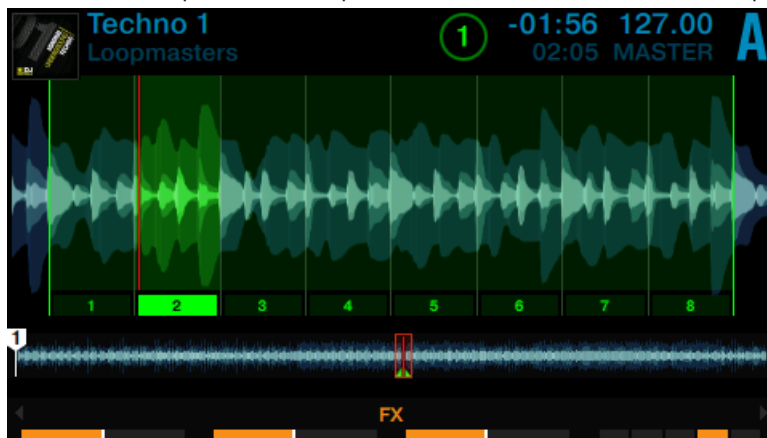 Techno 1
Loopmasters
1
-01:56 127.00
02:05 MASTER
A
1 2 3 4 5 6 7 8
1
FX